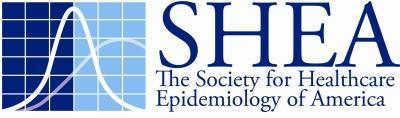 SHEA
The Society for Healthcare
Epidemiology of America